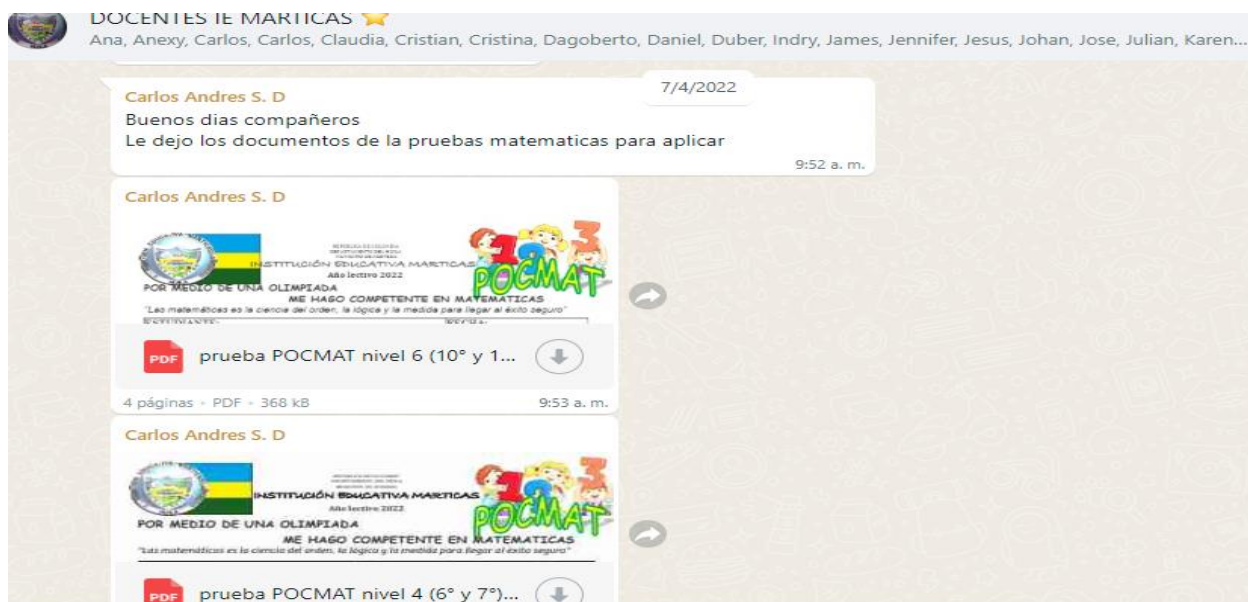 DOCENTES IE MARTICAS ⭐
Ana, Anexy, Carlos, Carlos, Claudia, Cristian, Cristina, Dagoberto, Daniel, Duber, Indry, James, Jennifer, Jesus, Johan, Jose, Julian, Karen...
7/4/2022
Carlos Andres S. D
Buenos dias compañeros
Le dejo los documentos de la pruebas matematicas para aplicar
9:52 a. m.
Carlos Andres S. D
INSTITUCIÓN EDUCATIVA MARTICAS
Año lectivo 2022
123
POCMAT
POR MEDIO DE UNA OLIMPIADA
ME HAGO COMPETENTE EN MATEMATICAS
"Las matemáticas es la ciencia del orden, la lógica y la medida para llegar al éxito seguro"
ESTUDIANTE: FECHA:
PDF prueba POCMAT nivel 6 (10° y 1...
4 páginas • PDF • 368 kB 9:53 a. m.
Carlos Andres S. D
INSTITUCIÓN EDUCATIVA MARTICAS
Año lectivo 2022
123
POCMAT
POR MEDIO DE UNA OLIMPIADA
ME HAGO COMPETENTE EN MATEMATICAS
"Las matemáticas es la ciencia del orden, la lógica y la medida para llegar al éxito seguro"
PDF prueba POCMAT nivel 4 (6° y 7°)...